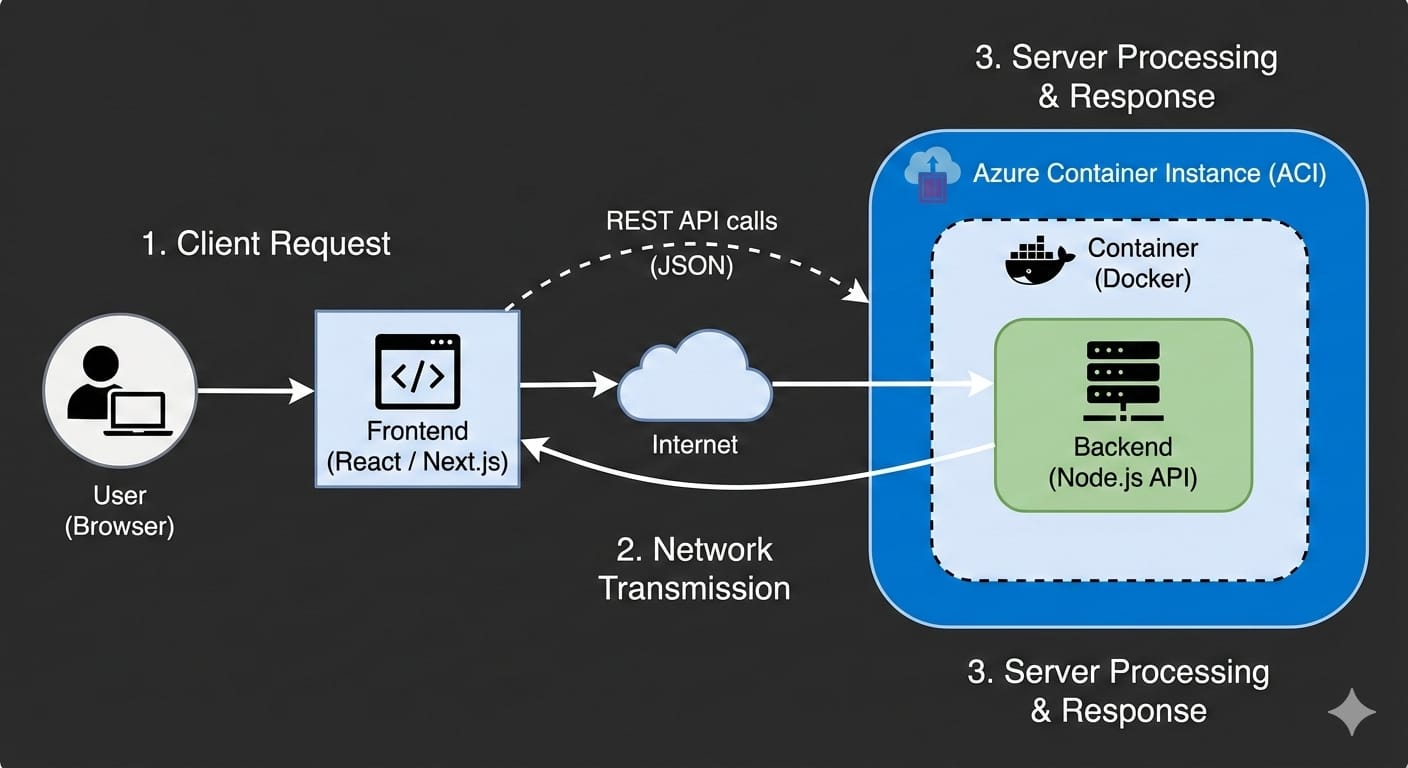 3. Server Processing
& Response
Azure Container Instance (ACI)
1. Client Request
REST API calls
(JSON)
Container
(Docker)
</>
Frontend
(React / Next.js)
Internet
Backend
(Node.js API)
User
(Browser)
2. Network
Transmission
3. Server Processing
& Response